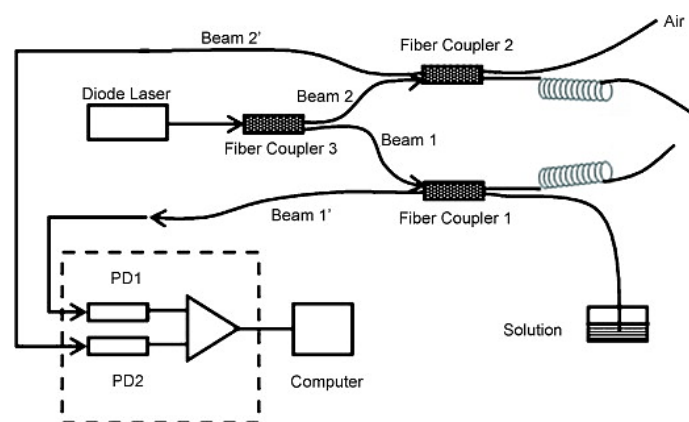 Beam 2'
Fiber Coupler 2
Air
Diode Laser
Beam 2
Fiber Coupler 3
Beam 1
Beam 1'
Fiber Coupler 1
PD1
PD2
Computer
Solution